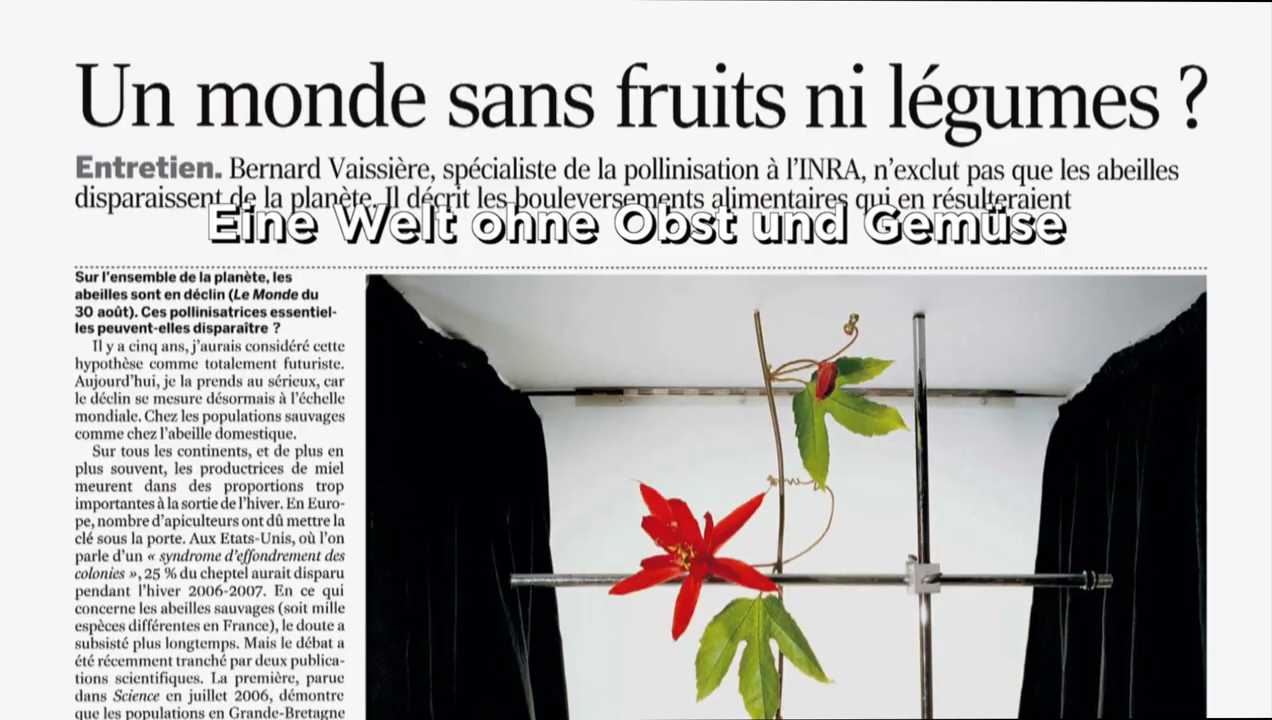 Un monde sans fruits ni légumes ?
Entretien. Bernard Vaissière, spécialiste de la pollinisation à l'INRA, n'exclut pas que les abeilles
disparaissent de la planète. Il décrit les bouleversements alimentaires qui en résulteraient
Eine Welt ohne Obst und Gemüse
Sur l'ensemble de la planète, les
abeilles sont en déclin (Le Monde du
30 août). Ces pollinisatrices essentiel-
les peuvent-elles disparaître ?
Il y a cinq ans, j'aurais considéré cette
hypothèse comme totalement futuriste.
Aujourd'hui, je la prends au sérieux, car
le déclin se mesure désormais à l'échelle
mondiale. Chez les populations sauvages
comme chez l'abeille domestique.
Sur tous les continents, et de plus en
plus souvent, les productrices de miel
meurent dans des proportions trop
importantes à la sortie de l'hiver. En Euro-
pe, nombre d'apiculteurs ont dû mettre la
clé sous la porte. Aux Etats-Unis, où l'on
parle d'un « syndrome d'effondrement des
colonies », 25 % du cheptel aurait disparu
pendant l'hiver 2006-2007. En ce qui
concerne les abeilles sauvages (soit mille
espèces différentes en France), le doute a
subsisté plus longtemps. Mais le débat a
été récemment tranché par deux publica-
tions scientifiques. La première, parue
dans Science en juillet 2006, démontre
que les populations en Grande-Bretagne